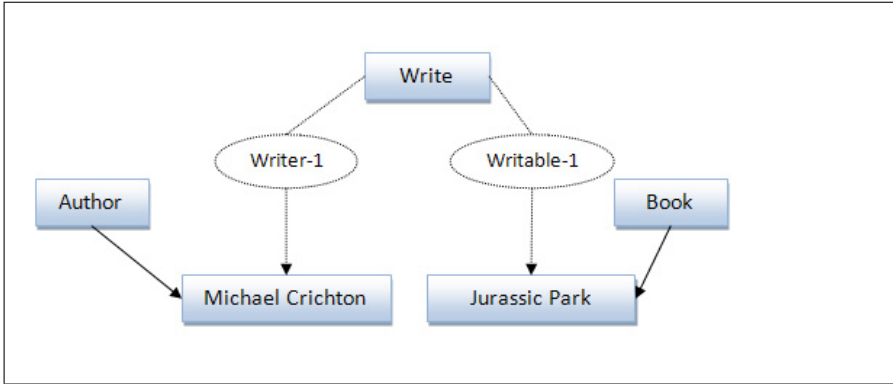 Write
Writer-1
Writable-1
Author
Book
Michael Crichton
Jurassic Park